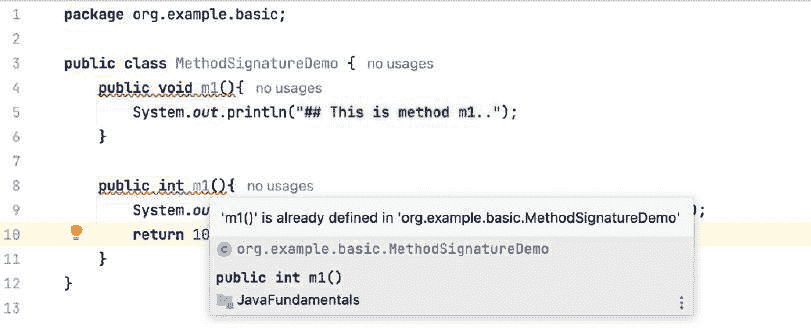 1 package org.example.basic;
2
3 public class MethodSignatureDemo { no usages
4 public void m1(){ no usages
5 System.out.println("## This is method m1..");
6 }
7
8 public int m1(){ no usages
9 System.ou );
10 return 10
11 }
12 }
13
'm1()' is already defined in 'org.example.basic.MethodSignatureDemo'
C org.example.basic.MethodSignatureDemo
public int m1()
JavaFundamentals